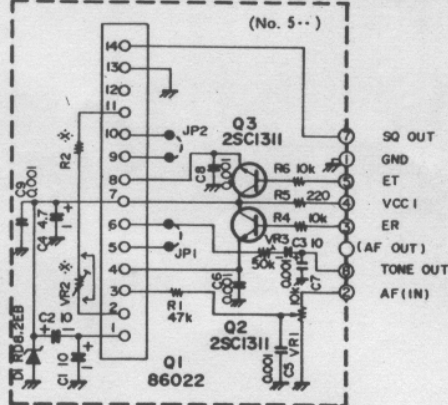 (No. 5··)
14
13
12
11
10
9
8
7
6
5
4
3
2
1
JP2
JP1
Q3
2SC1311
R2 ※
C9
0.001
C4 4.7
+
VR2 ※
C2 10
+
D1 RD8.2EB
C1 10
+
C8
0.001
R6 10k
R5 220
R4 10k
VR3
50k
C3 10
0.001
C7
C6
0.001
R1
47k
Q2
2SC1311
0.001
C5
VR1
10k
Q1
86022
7 SQ OUT
1 GND
5 ET
4 VCC1
3 ER
(AF OUT)
8 TONE OUT
2 AF(IN)